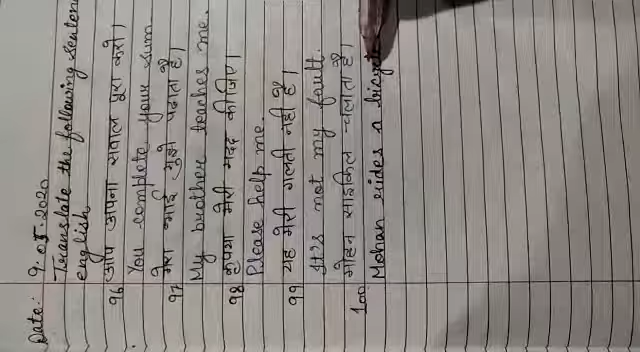 Date: 9.05.2020
Translate the following senten
english
96 आप अपना सवाल पूरा करो।
You complete your sum
97 मेरा भाई मुझे पढाता है।
My brother teaches me.
98 कृपया मेरी मदद कीजिए।
Please help me.
99 यह मेरी गलती नहीं है।
It's not my fault.
100 मोहन साइकिल चलाता है।
Mohan rides a bicycle